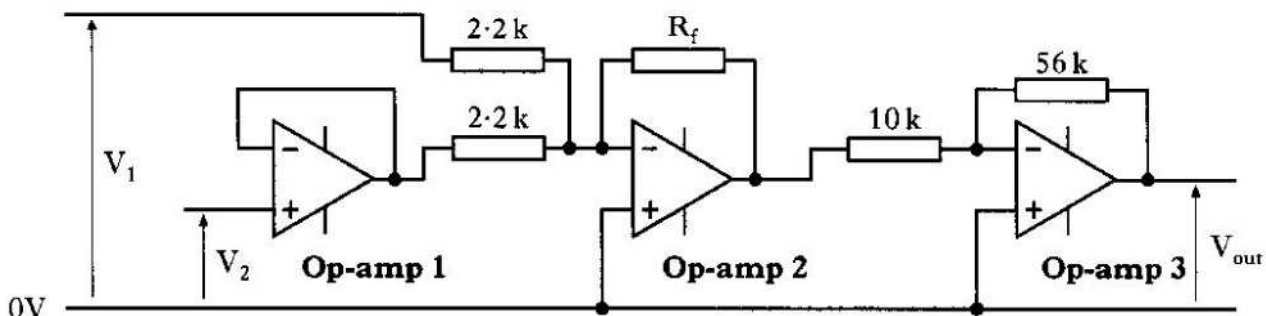 2·2 k
R_f
56 k
2·2 k
10 k
V_1
−
+
−
+
−
+
V_2
Op-amp 1
Op-amp 2
Op-amp 3
V_out
0V